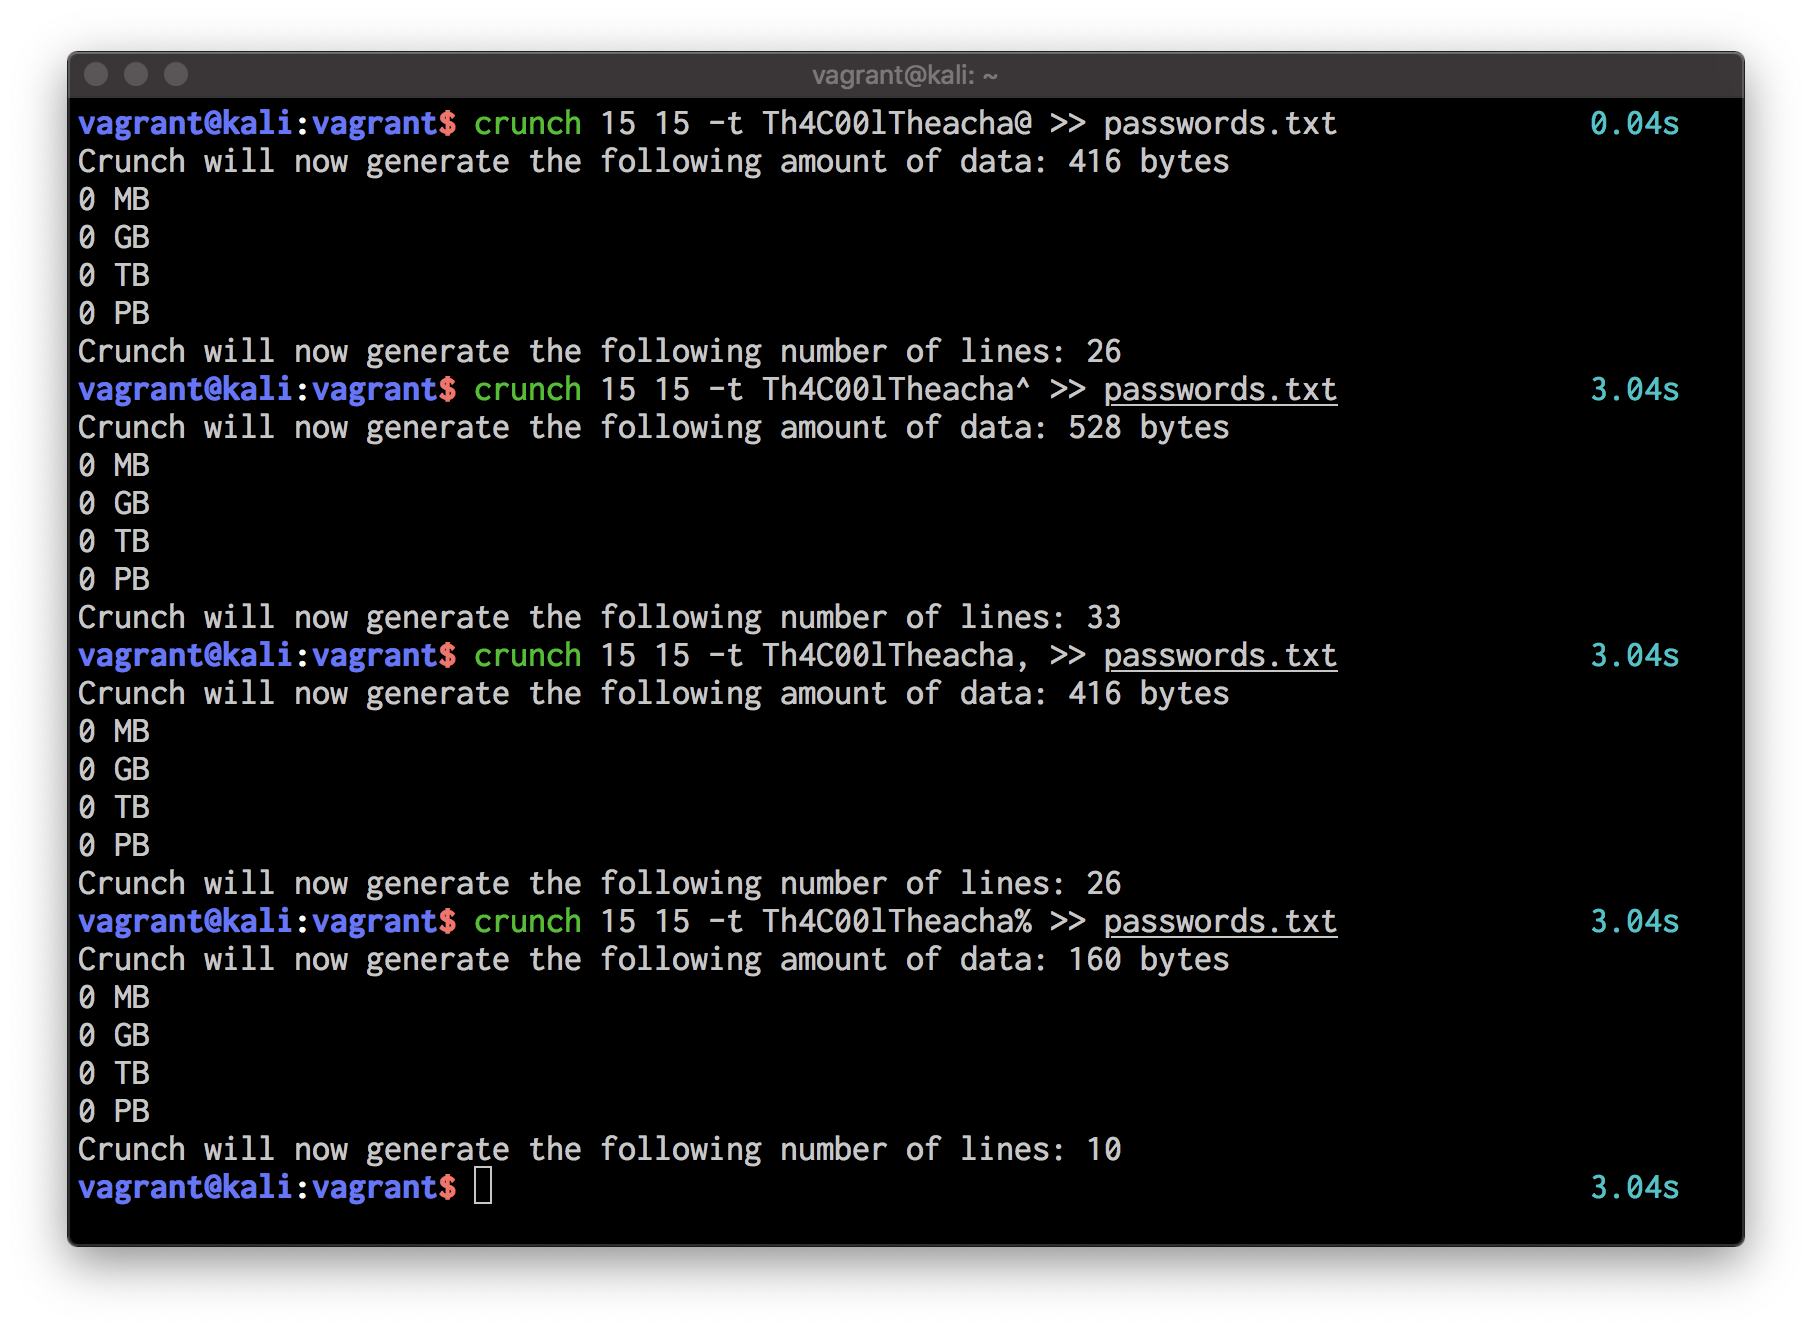 vagrant@kali: ~
vagrant@kali:vagrant$ crunch 15 15 -t Th4C00lTheacha@ >> passwords.txt 0.04s
Crunch will now generate the following amount of data: 416 bytes
0 MB
0 GB
0 TB
0 PB
Crunch will now generate the following number of lines: 26
vagrant@kali:vagrant$ crunch 15 15 -t Th4C00lTheacha^ >> passwords.txt 3.04s
Crunch will now generate the following amount of data: 528 bytes
0 MB
0 GB
0 TB
0 PB
Crunch will now generate the following number of lines: 33
vagrant@kali:vagrant$ crunch 15 15 -t Th4C00lTheacha, >> passwords.txt 3.04s
Crunch will now generate the following amount of data: 416 bytes
0 MB
0 GB
0 TB
0 PB
Crunch will now generate the following number of lines: 26
vagrant@kali:vagrant$ crunch 15 15 -t Th4C00lTheacha% >> passwords.txt 3.04s
Crunch will now generate the following amount of data: 160 bytes
0 MB
0 GB
0 TB
0 PB
Crunch will now generate the following number of lines: 10
vagrant@kali:vagrant$ 3.04s